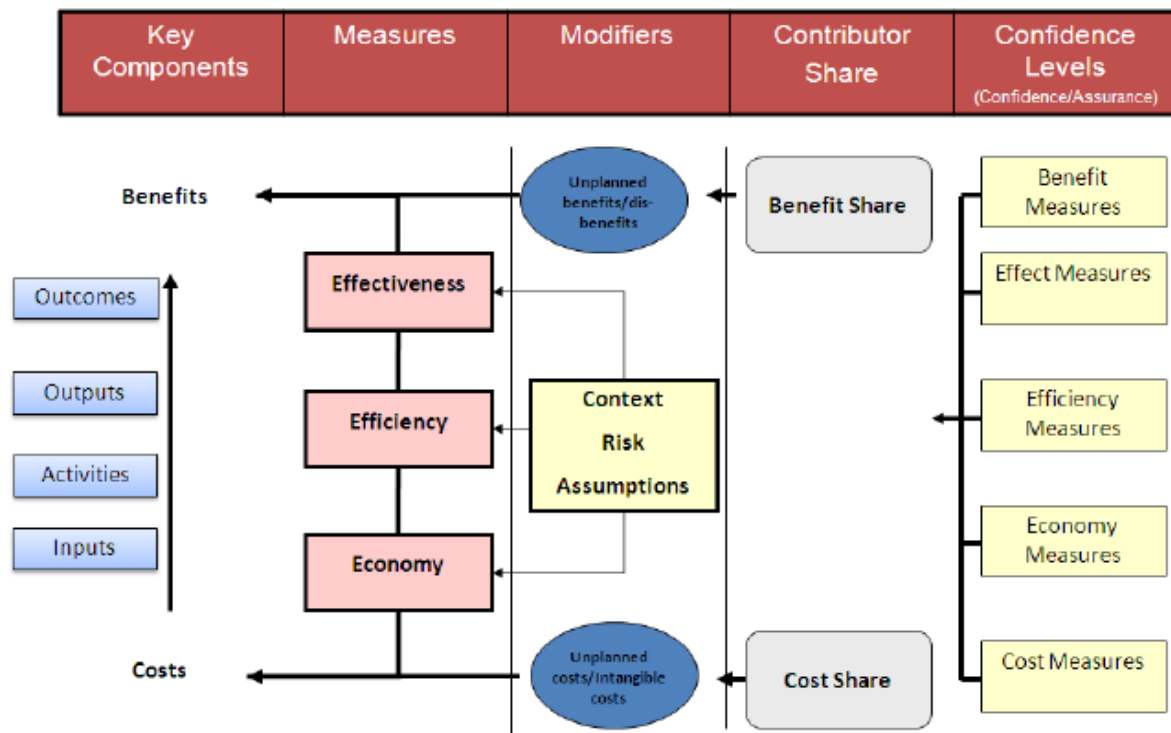 Key
Components
Measures
Modifiers
Contributor
Share
Confidence
Levels
(Confidence/Assurance)
Benefits
Unplanned
benefits/dis-
benefits
Benefit Share
Benefit
Measures
Outcomes
Effectiveness
Effect Measures
Outputs
Efficiency
Context
Risk
Assumptions
Efficiency
Measures
Activities
Inputs
Economy
Economy
Measures
Costs
Unplanned
costs/Intangible
costs
Cost Share
Cost Measures